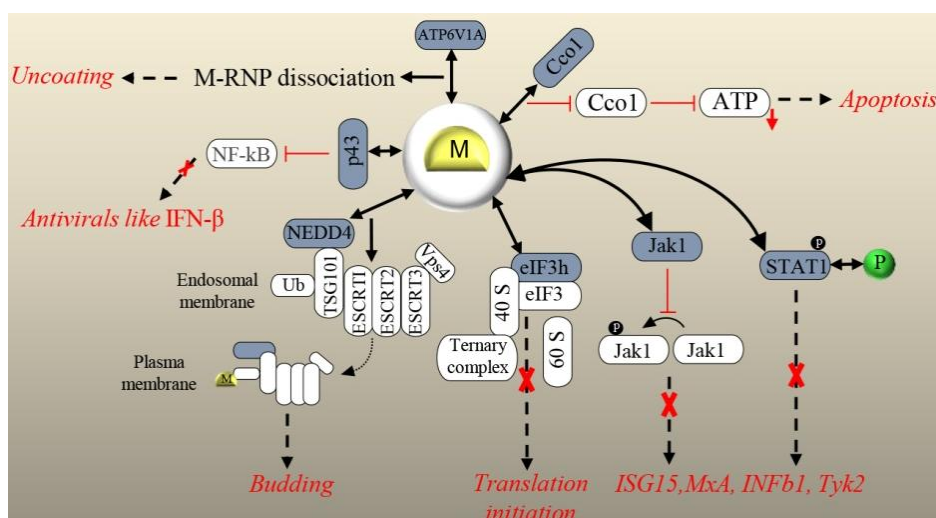 ATP6V1A
Cco1
Uncoating
M-RNP dissociation
Cco1
ATP
Apoptosis
NF-kB
p43
M
Antivirals like IFN-β
NEDD4
Vps4
Endosomal
membrane
Ub
TSG101
ESCRTI
ESCRT2
ESCRT3
eIF3h
eIF3
40 S
60 S
Ternary
complex
Jak1
P
Jak1
Jak1
P
STAT1
P
Plasma
membrane
M
Budding
Translation
initiation
ISG15,MxA, INFb1, Tyk2